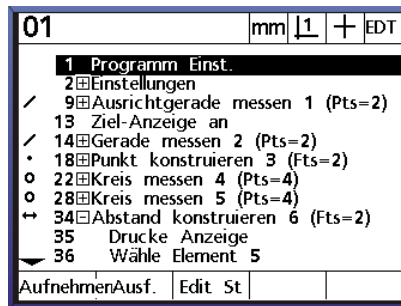 01 mm 1 EDT
1 Programm Einst.
2 Einstellungen
9 Ausrichtgerade messen 1 (Pts=2)
13 Ziel-Anzeige an
14 Gerade messen 2 (Pts=2)
18 Punkt konstruieren 3 (Fts=2)
22 Kreis messen 4 (Pts=4)
28 Kreis messen 5 (Pts=4)
34 Abstand konstruieren 6 (Fts=2)
35 Drucke Anzeige
36 Wähle Element 5
Aufnehmen Ausf. Edit St